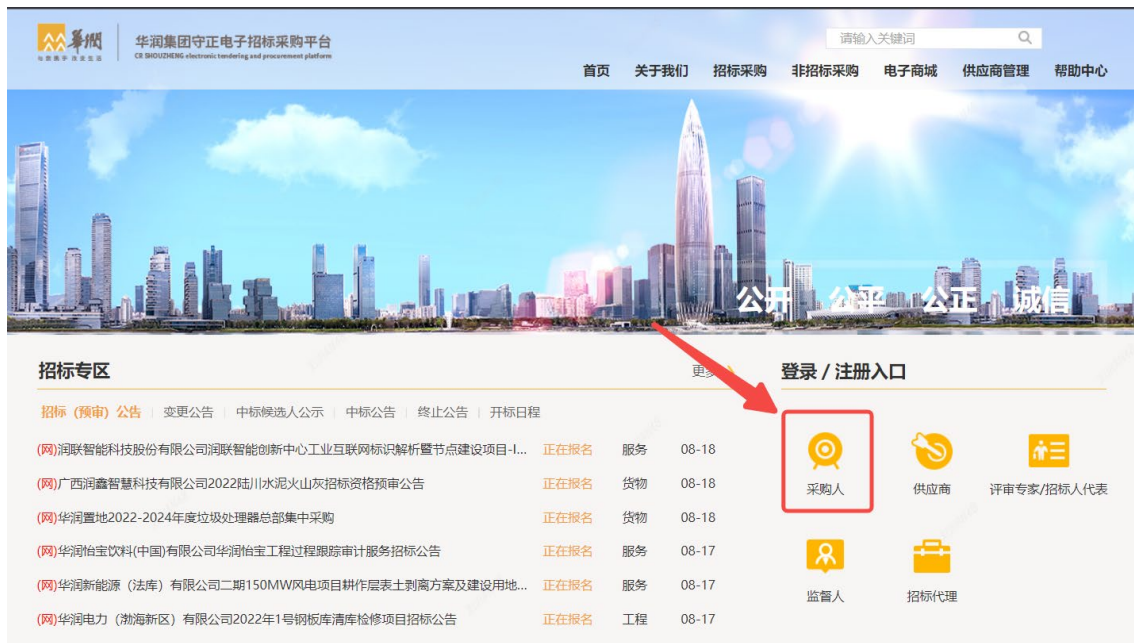 華潤
与您携手 改变生活
华润集团守正电子招标采购平台
CR SHOUZHENG electronic tendering and procurement platform
请输入关键词
首页 关于我们 招标采购 非招标采购 电子商城 供应商管理 帮助中心
公开 公平 公正 诚信
招标专区
更多
登录 / 注册入口
招标（预审）公告 | 变更公告 | 中标候选人公示 | 中标公告 | 终止公告 | 开标日程
(网)润联智能科技股份有限公司润联智能创新中心工业互联网标识解析暨节点建设项目-I... 正在报名 服务 08-18
(网)广西润鑫智慧科技有限公司2022陆川水泥火山灰招标资格预审公告 正在报名 货物 08-18
(网)华润置地2022-2024年度垃圾处理器总部集中采购 正在报名 货物 08-18
(网)华润怡宝饮料(中国)有限公司华润怡宝工程过程跟踪审计服务招标公告 正在报名 服务 08-17
(网)华润新能源（法库）有限公司二期150MW风电项目耕作层表土剥离方案及建设用地... 正在报名 服务 08-17
(网)华润电力（渤海新区）有限公司2022年1号钢板库清库检修项目招标公告 正在报名 工程 08-17
采购人 供应商 评审专家/招标人代表
监督人 招标代理